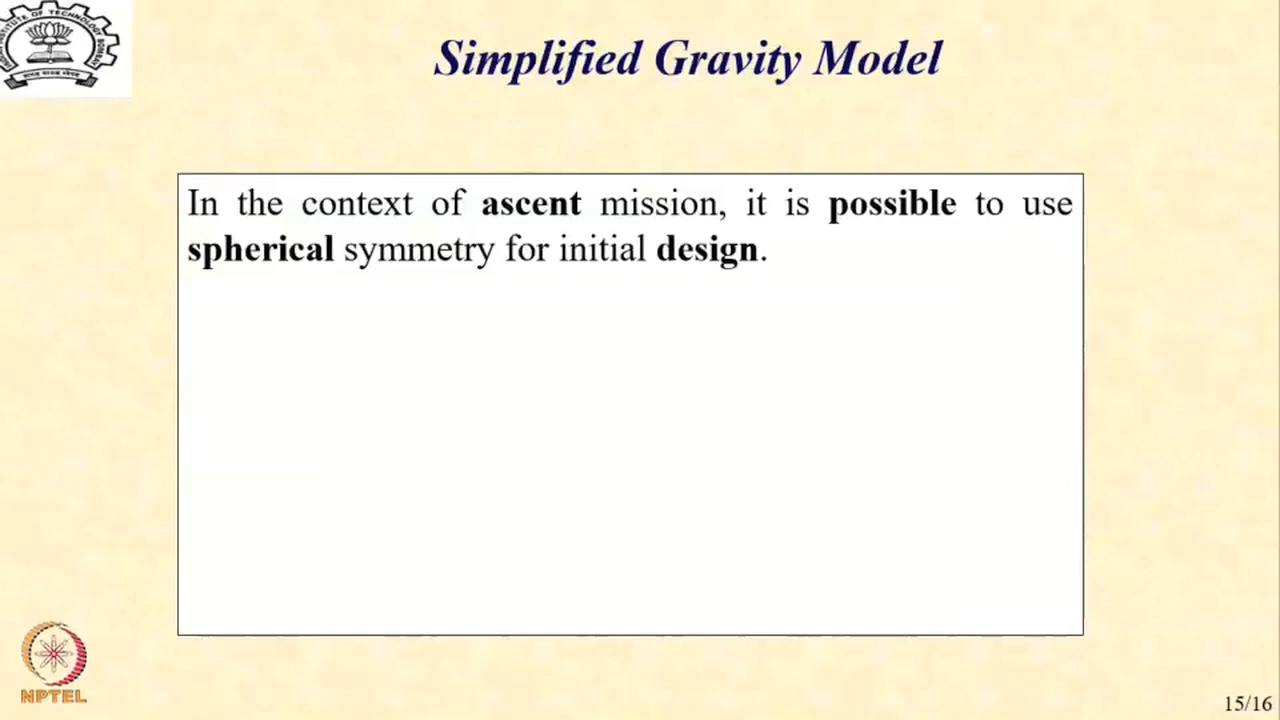 Simplified Gravity Model
In the context of ascent mission, it is possible to use
spherical symmetry for initial design.
NPTEL
15/16